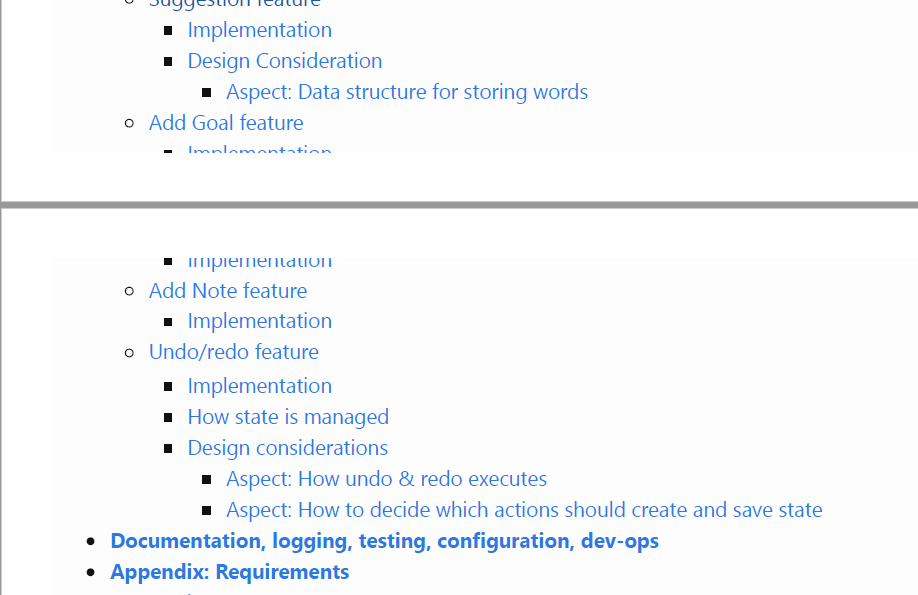 Suggestion feature
Implementation
Design Consideration
Aspect: Data structure for storing words
Add Goal feature
Implementation
Implementation
Add Note feature
Implementation
Undo/redo feature
Implementation
How state is managed
Design considerations
Aspect: How undo & redo executes
Aspect: How to decide which actions should create and save state
Documentation, logging, testing, configuration, dev-ops
Appendix: Requirements